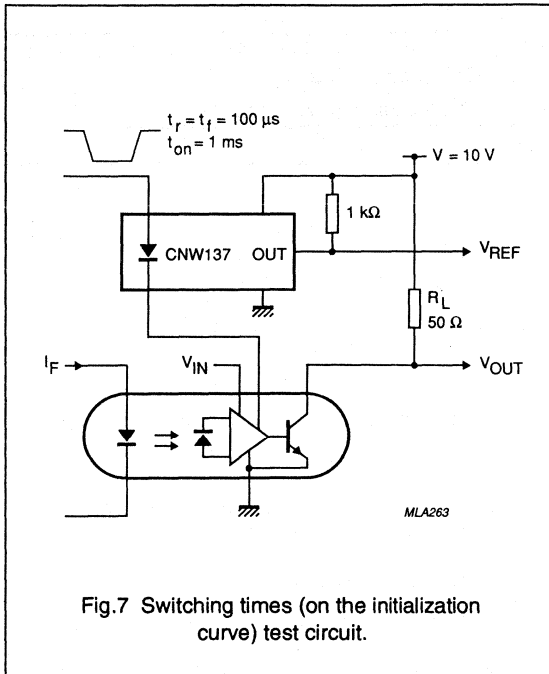 t_r = t_f = 100 µs
t_on = 1 ms
V = 10 V
1 kΩ
CNW137 OUT
V_REF
R_L
50 Ω
I_F
V_IN
V_OUT
MLA263
Fig.7 Switching times (on the initialization
curve) test circuit.